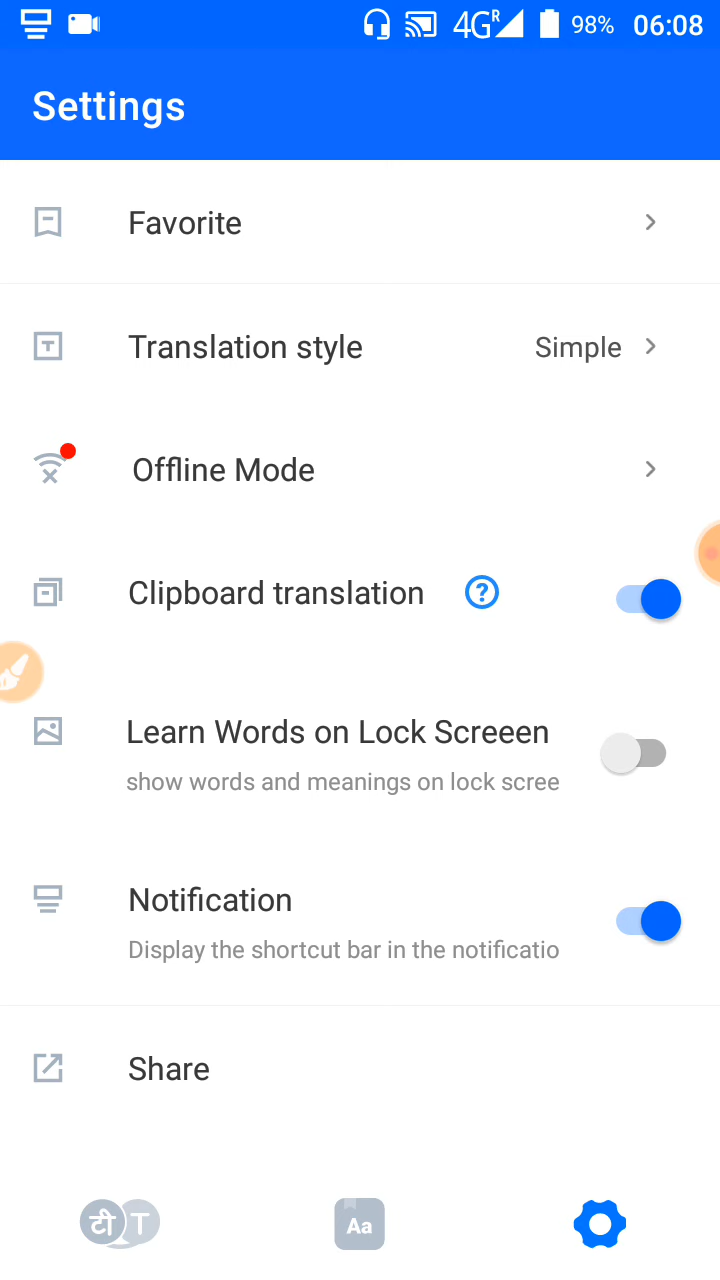 4G R 98% 06:08
Settings
Favorite
Translation style Simple
Offline Mode
Clipboard translation ?
Learn Words on Lock Screeen
show words and meanings on lock scree
Notification
Display the shortcut bar in the notificatio
Share
टी T Aa